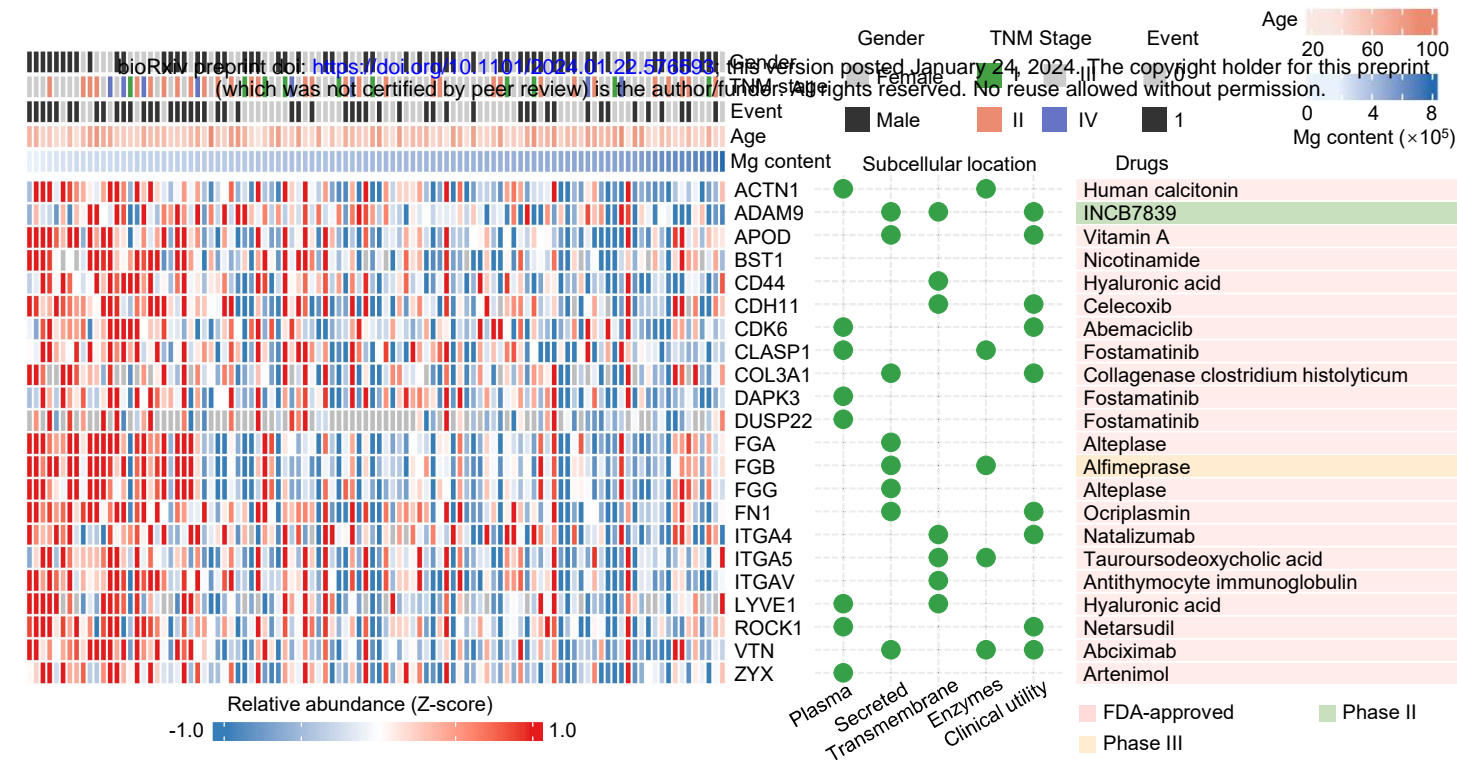 Age
Gender TNM Stage Event
20 60 100
Gender
bioRxiv preprint doi: https://doi.org/10.1101/2024.01.22.576593; this version posted January 24, 2024. The copyright holder for this preprint
Female I III 0
TNM stage
(which was not certified by peer review) is the author/funder. All rights reserved. No reuse allowed without permission.
Event
Male II IV 1
0 4 8
Mg content (×10⁵)
Age
Mg content
Subcellular location Drugs
ACTN1 Human calcitonin
ADAM9 INCB7839
APOD Vitamin A
BST1 Nicotinamide
CD44 Hyaluronic acid
CDH11 Celecoxib
CDK6 Abemaciclib
CLASP1 Fostamatinib
COL3A1 Collagenase clostridium histolyticum
DAPK3 Fostamatinib
DUSP22 Fostamatinib
FGA Alteplase
FGB Alfimeprase
FGG Alteplase
FN1 Ocriplasmin
ITGA4 Natalizumab
ITGA5 Tauroursodeoxycholic acid
ITGAV Antithymocyte immunoglobulin
LYVE1 Hyaluronic acid
ROCK1 Netarsudil
VTN Abciximab
ZYX Artenimol
Plasma
Secreted
Transmembrane
Enzymes
Clinical utility
Relative abundance (Z-score)
-1.0 1.0
FDA-approved Phase II
Phase III